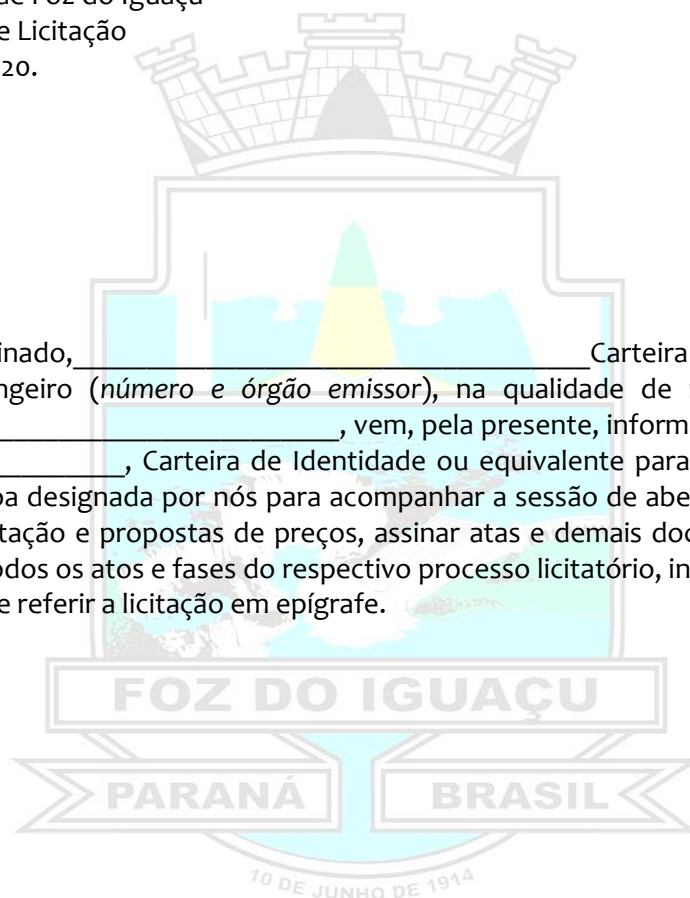 de Foz do Iguaçu
e Licitação
20.
inado,___________________________________Carteira
ngeiro (número e órgão emissor), na qualidade de
_______________________, vem, pela presente, inform
_________, Carteira de Identidade ou equivalente para
oa designada por nós para acompanhar a sessão de abe
tação e propostas de preços, assinar atas e demais doc
odos os atos e fases do respectivo processo licitatório, in
e referir a licitação em epígrafe.
FOZ DO IGUAÇU
PARANÁ BRASIL
10 DE JUNHO DE 1914